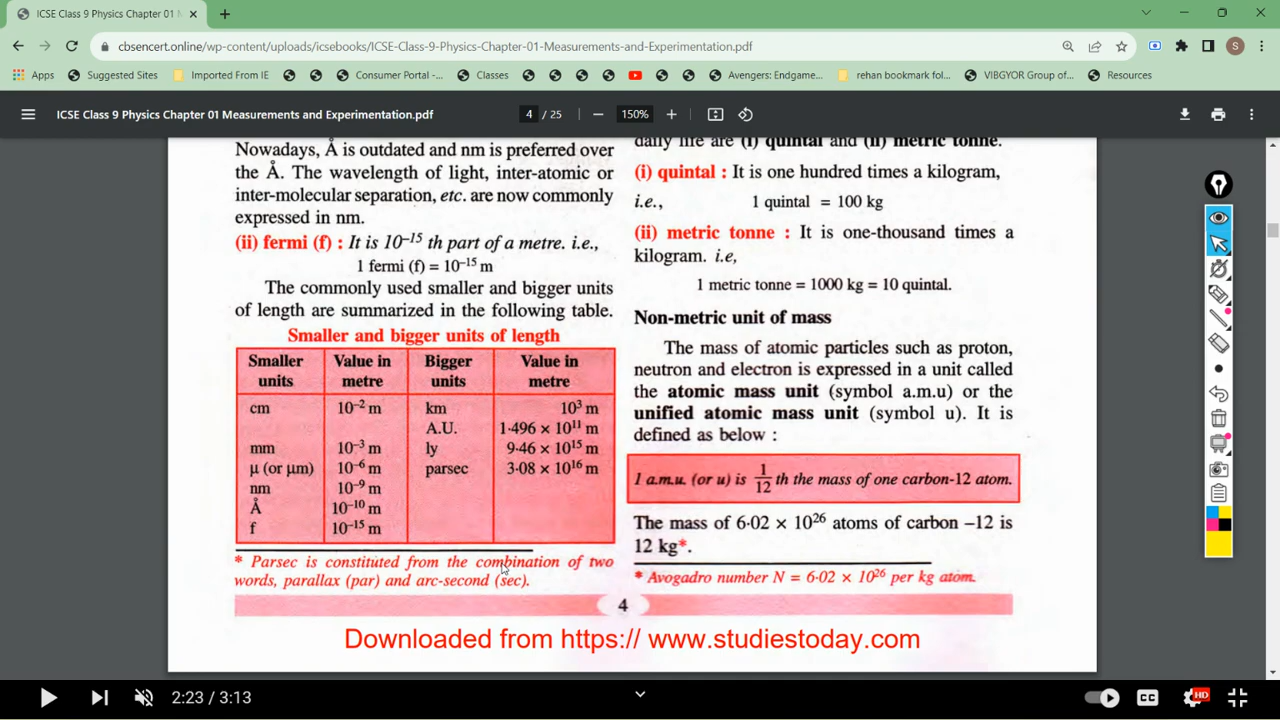 ICSE Class 9 Physics Chapter 01 M
cbsencert.online/wp-content/uploads/icsebooks/ICSE-Class-9-Physics-Chapter-01-Measurements-and-Experimentation.pdf
S
Apps
Suggested Sites
Imported From IE
Consumer Portal -...
Classes
Avengers: Endgame...
rehan bookmark fol...
VIBGYOR Group of...
Resources
ICSE Class 9 Physics Chapter 01 Measurements and Experimentation.pdf
4 / 25
150%
Nowadays, Å is outdated and nm is preferred over
the Å. The wavelength of light, inter-atomic or
inter-molecular separation, etc. are now commonly
expressed in nm.
(ii) fermi (f) : It is 10⁻¹⁵ th part of a metre. i.e.,
1 fermi (f) = 10⁻¹⁵ m
The commonly used smaller and bigger units
of length are summarized in the following table.
Smaller and bigger units of length
Smaller units Value in metre Bigger units Value in metre
cm 10⁻² m km 10³ m
A.U. 1·496 × 10¹¹ m
mm 10⁻³ m ly 9·46 × 10¹⁵ m
µ (or µm) 10⁻⁶ m parsec 3·08 × 10¹⁶ m
nm 10⁻⁹ m
Å 10⁻¹⁰ m
f 10⁻¹⁵ m
* Parsec is constituted from the combination of two
words, parallax (par) and arc-second (sec).
daily life are (i) quintal and (ii) metric tonne.
(i) quintal : It is one hundred times a kilogram,
i.e., 1 quintal = 100 kg
(ii) metric tonne : It is one-thousand times a
kilogram. i.e,
1 metric tonne = 1000 kg = 10 quintal.
Non-metric unit of mass
The mass of atomic particles such as proton,
neutron and electron is expressed in a unit called
the atomic mass unit (symbol a.m.u) or the
unified atomic mass unit (symbol u). It is
defined as below :
1 a.m.u. (or u) is 1/12 th the mass of one carbon-12 atom.
The mass of 6·02 × 10²⁶ atoms of carbon –12 is
12 kg*.
* Avogadro number N = 6·02 × 10²⁶ per kg atom.
4
Downloaded from https:// www.studiestoday.com
2:23 / 3:13
CC
HD